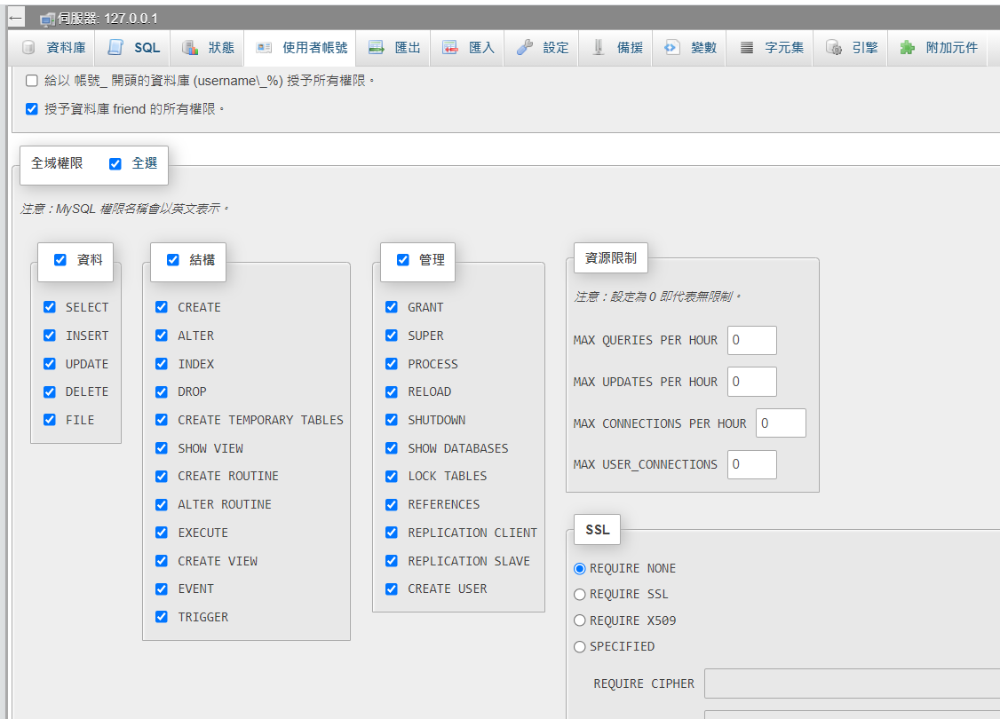 伺服器: 127.0.0.1
資料庫 SQL 狀態 使用者帳號 匯出 匯入 設定 備援 變數 字元集 引擎 附加元件
給以 帳號_ 開頭的資料庫 (username\_%) 授予所有權限。
授予資料庫 friend 的所有權限。
全域權限 全選
注意：MySQL 權限名稱會以英文表示。
資料
SELECT
INSERT
UPDATE
DELETE
FILE
結構
CREATE
ALTER
INDEX
DROP
CREATE TEMPORARY TABLES
SHOW VIEW
CREATE ROUTINE
ALTER ROUTINE
EXECUTE
CREATE VIEW
EVENT
TRIGGER
管理
GRANT
SUPER
PROCESS
RELOAD
SHUTDOWN
SHOW DATABASES
LOCK TABLES
REFERENCES
REPLICATION CLIENT
REPLICATION SLAVE
CREATE USER
資源限制
注意：設定為 0 即代表無限制。
MAX QUERIES PER HOUR 0
MAX UPDATES PER HOUR 0
MAX CONNECTIONS PER HOUR 0
MAX USER_CONNECTIONS 0
SSL
REQUIRE NONE
REQUIRE SSL
REQUIRE X509
SPECIFIED
REQUIRE CIPHER